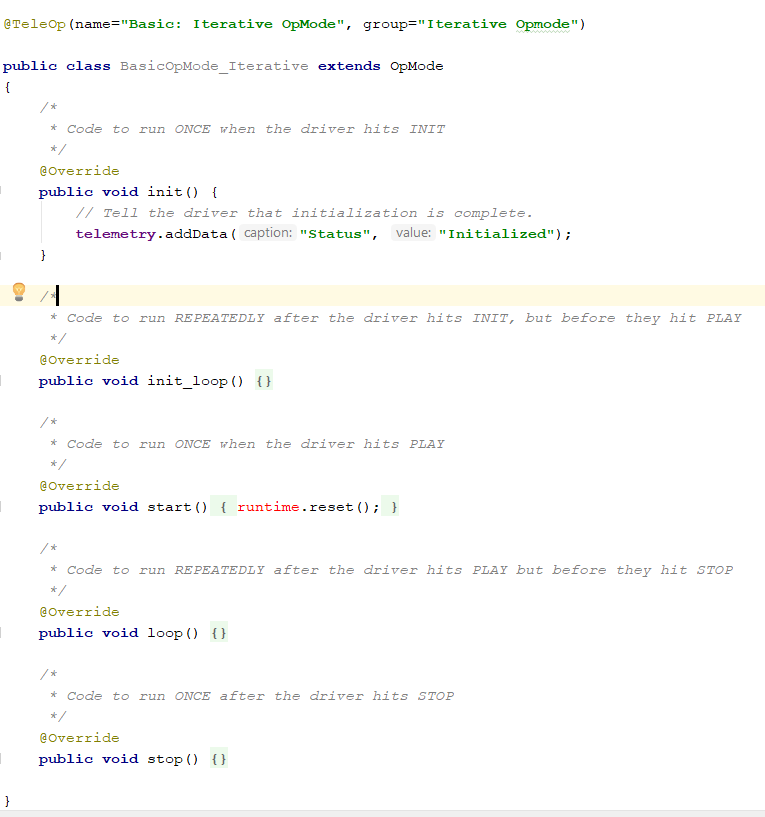 @TeleOp(name="Basic: Iterative OpMode", group="Iterative Opmode")
public class BasicOpMode_Iterative extends OpMode
{
/*
* Code to run ONCE when the driver hits INIT
*/
@Override
public void init() {
// Tell the driver that initialization is complete.
telemetry.addData( caption: "Status", value: "Initialized");
}
/*
* Code to run REPEATEDLY after the driver hits INIT, but before they hit PLAY
*/
@Override
public void init_loop() {}
/*
* Code to run ONCE when the driver hits PLAY
*/
@Override
public void start() { runtime.reset(); }
/*
* Code to run REPEATEDLY after the driver hits PLAY but before they hit STOP
*/
@Override
public void loop() {}
/*
* Code to run ONCE after the driver hits STOP
*/
@Override
public void stop() {}
}